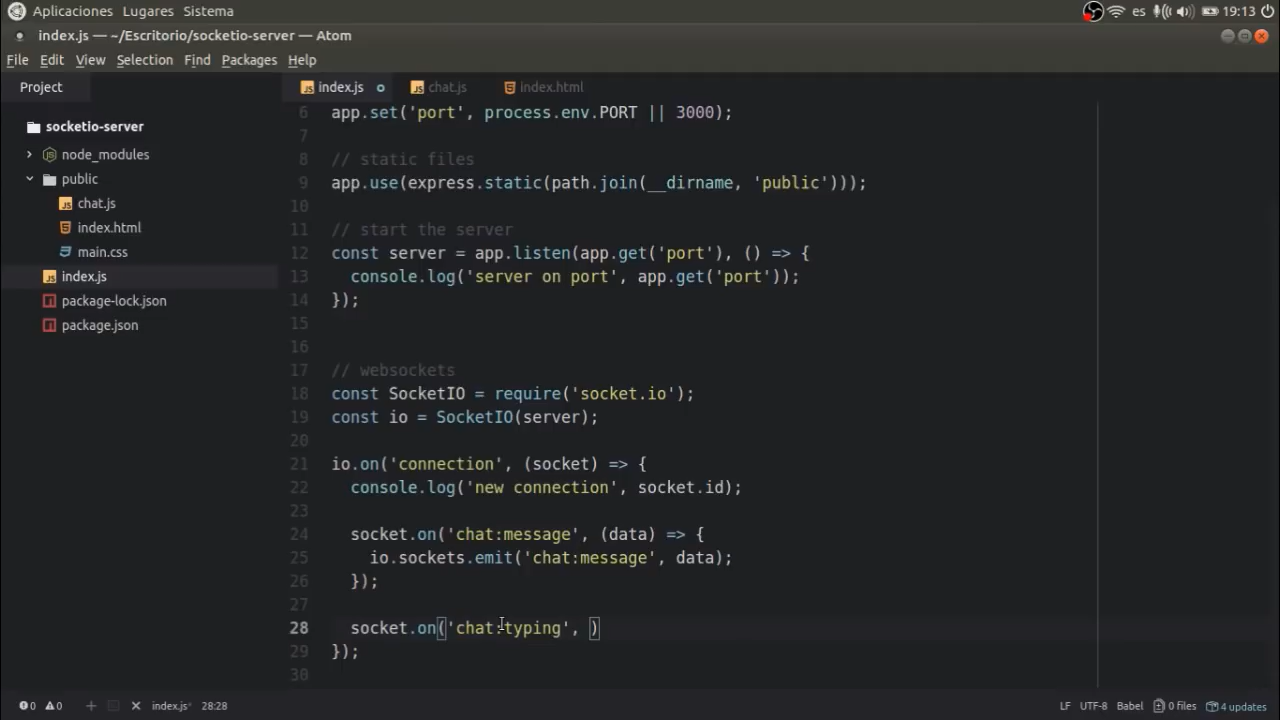 Aplicaciones Lugares Sistema es 19:13
index.js — ~/Escritorio/socketio-server — Atom
File Edit View Selection Find Packages Help
Project index.js chat.js index.html
socketio-server
node_modules
public
chat.js
index.html
main.css
index.js
package-lock.json
package.json
6 app.set('port', process.env.PORT || 3000);
7
8 // static files
9 app.use(express.static(path.join(__dirname, 'public')));
10
11 // start the server
12 const server = app.listen(app.get('port'), () => {
13 console.log('server on port', app.get('port'));
14 });
15
16
17 // websockets
18 const SocketIO = require('socket.io');
19 const io = SocketIO(server);
20
21 io.on('connection', (socket) => {
22 console.log('new connection', socket.id);
23
24 socket.on('chat:message', (data) => {
25 io.sockets.emit('chat:message', data);
26 });
27
28 socket.on('chat:typing', )
29 });
30
0 0 index.js* 28:28 LF UTF-8 Babel 0 files 4 updates